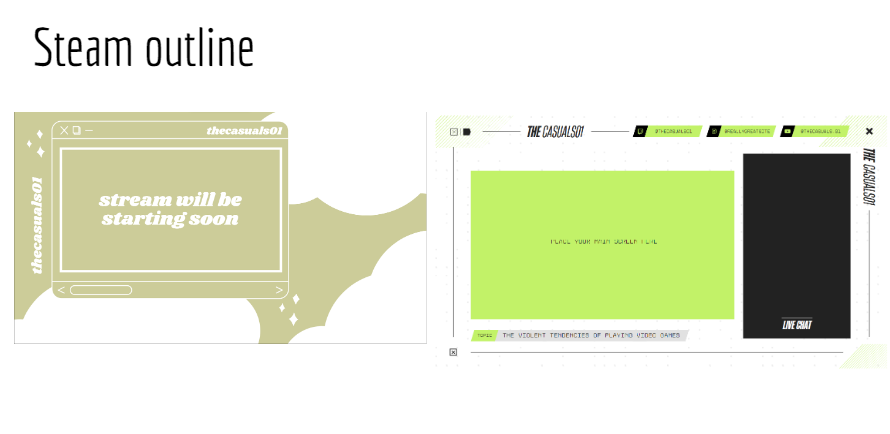 Steam outline
thecasuals01
thecasuals01
stream will be
starting soon
THE CASUALS01
@THECASUALS01
@REALLYGREATSITE
@THECASUALS.01
THE CASUALS01
PLACE YOUR MAIN SCREEN HERE
LIVE CHAT
TOPIC
THE VIOLENT TENDENCIES OF PLAYING VIDEO GAMES